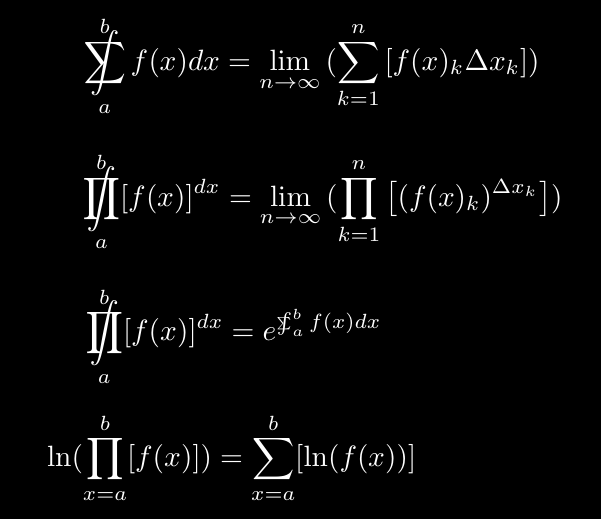 ⨋_a^b f(x)dx = lim_{n→∞} (∑_{k=1}^n [f(x)_k Δx_k])
∏∫_a^b [f(x)]^{dx} = lim_{n→∞} (∏_{k=1}^n [(f(x)_k)^{Δx_k}])
∏∫_a^b [f(x)]^{dx} = e^{⨋_a^b f(x)dx}
ln(∏_{x=a}^b [f(x)]) = ∑_{x=a}^b [ln(f(x))]